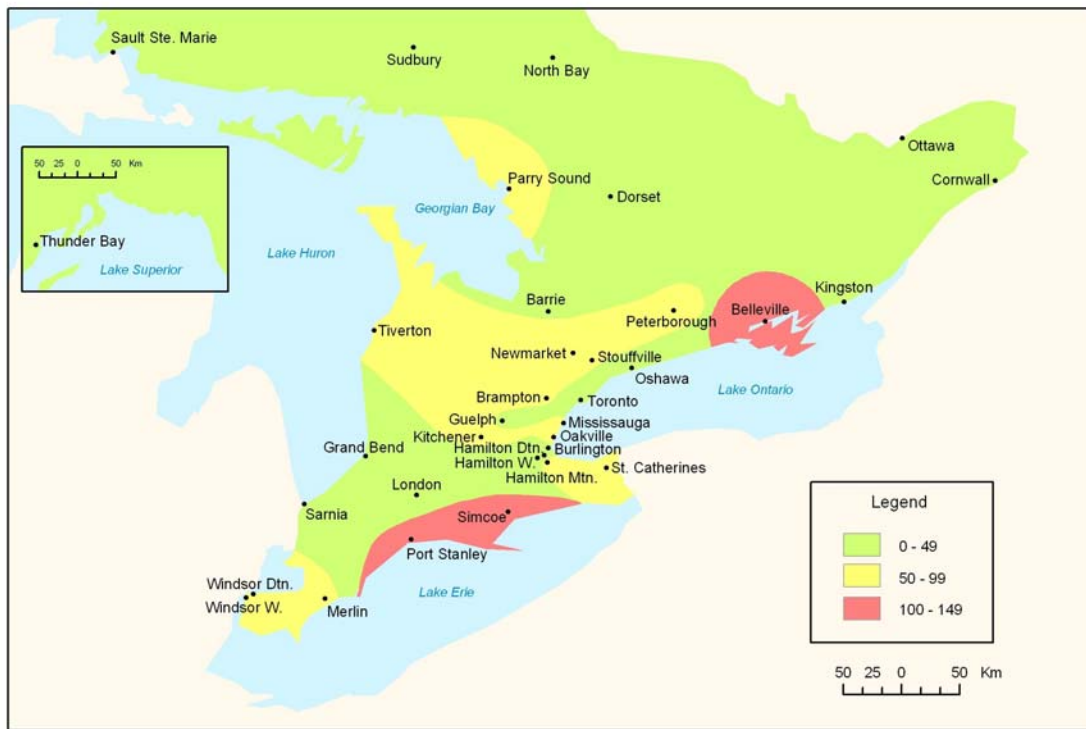 Sault Ste. Marie
Sudbury
North Bay
Ottawa
Cornwall
50 25 0 50 Km
Thunder Bay
Lake Superior
Parry Sound
Georgian Bay
Dorset
Lake Huron
Barrie
Kingston
Belleville
Peterborough
Tiverton
Newmarket
Stouffville
Oshawa
Lake Ontario
Brampton
Toronto
Guelph
Mississauga
Kitchener
Oakville
Grand Bend
Hamilton Dtn.
Burlington
Hamilton W.
St. Catherines
Hamilton Mtn.
London
Sarnia
Simcoe
Port Stanley
Windsor Dtn.
Windsor W.
Merlin
Lake Erie
Legend
0 - 49
50 - 99
100 - 149
50 25 0 50 Km